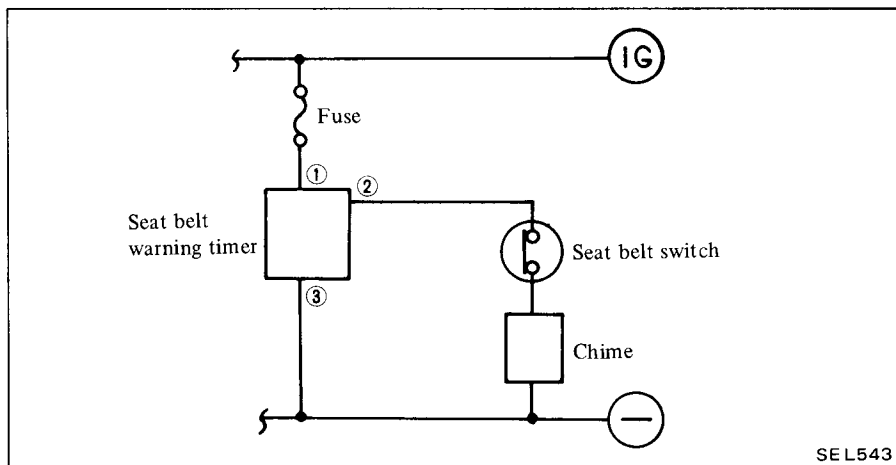 IG
Fuse
①
②
Seat belt
warning timer
Seat belt switch
③
Chime
−
SEL543